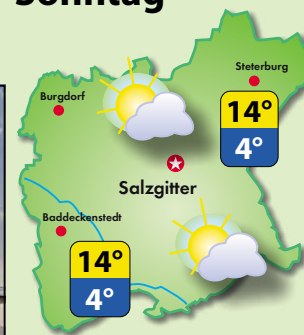 Sonntag
Steterburg
Burgdorf
14°
4°
Salzgitter
Baddeckenstedt
14°
4°